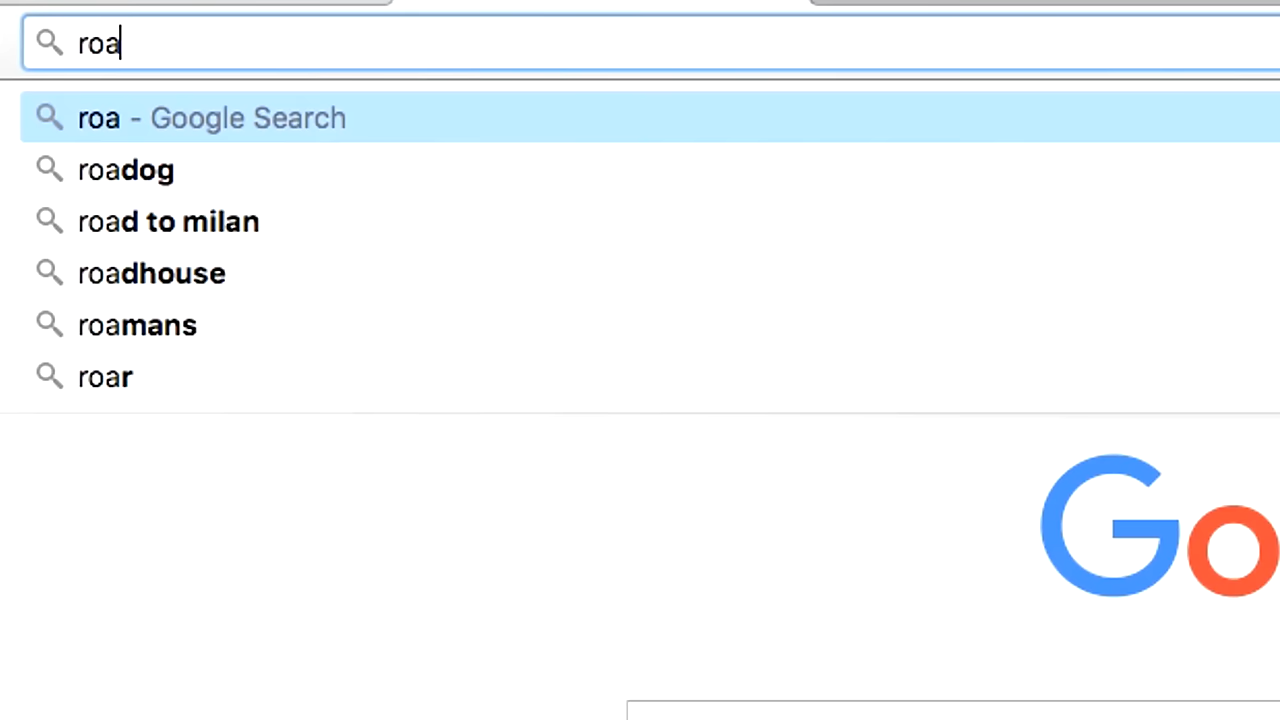 roa
roa - Google Search
roadog
road to milan
roadhouse
roamans
roar
Go